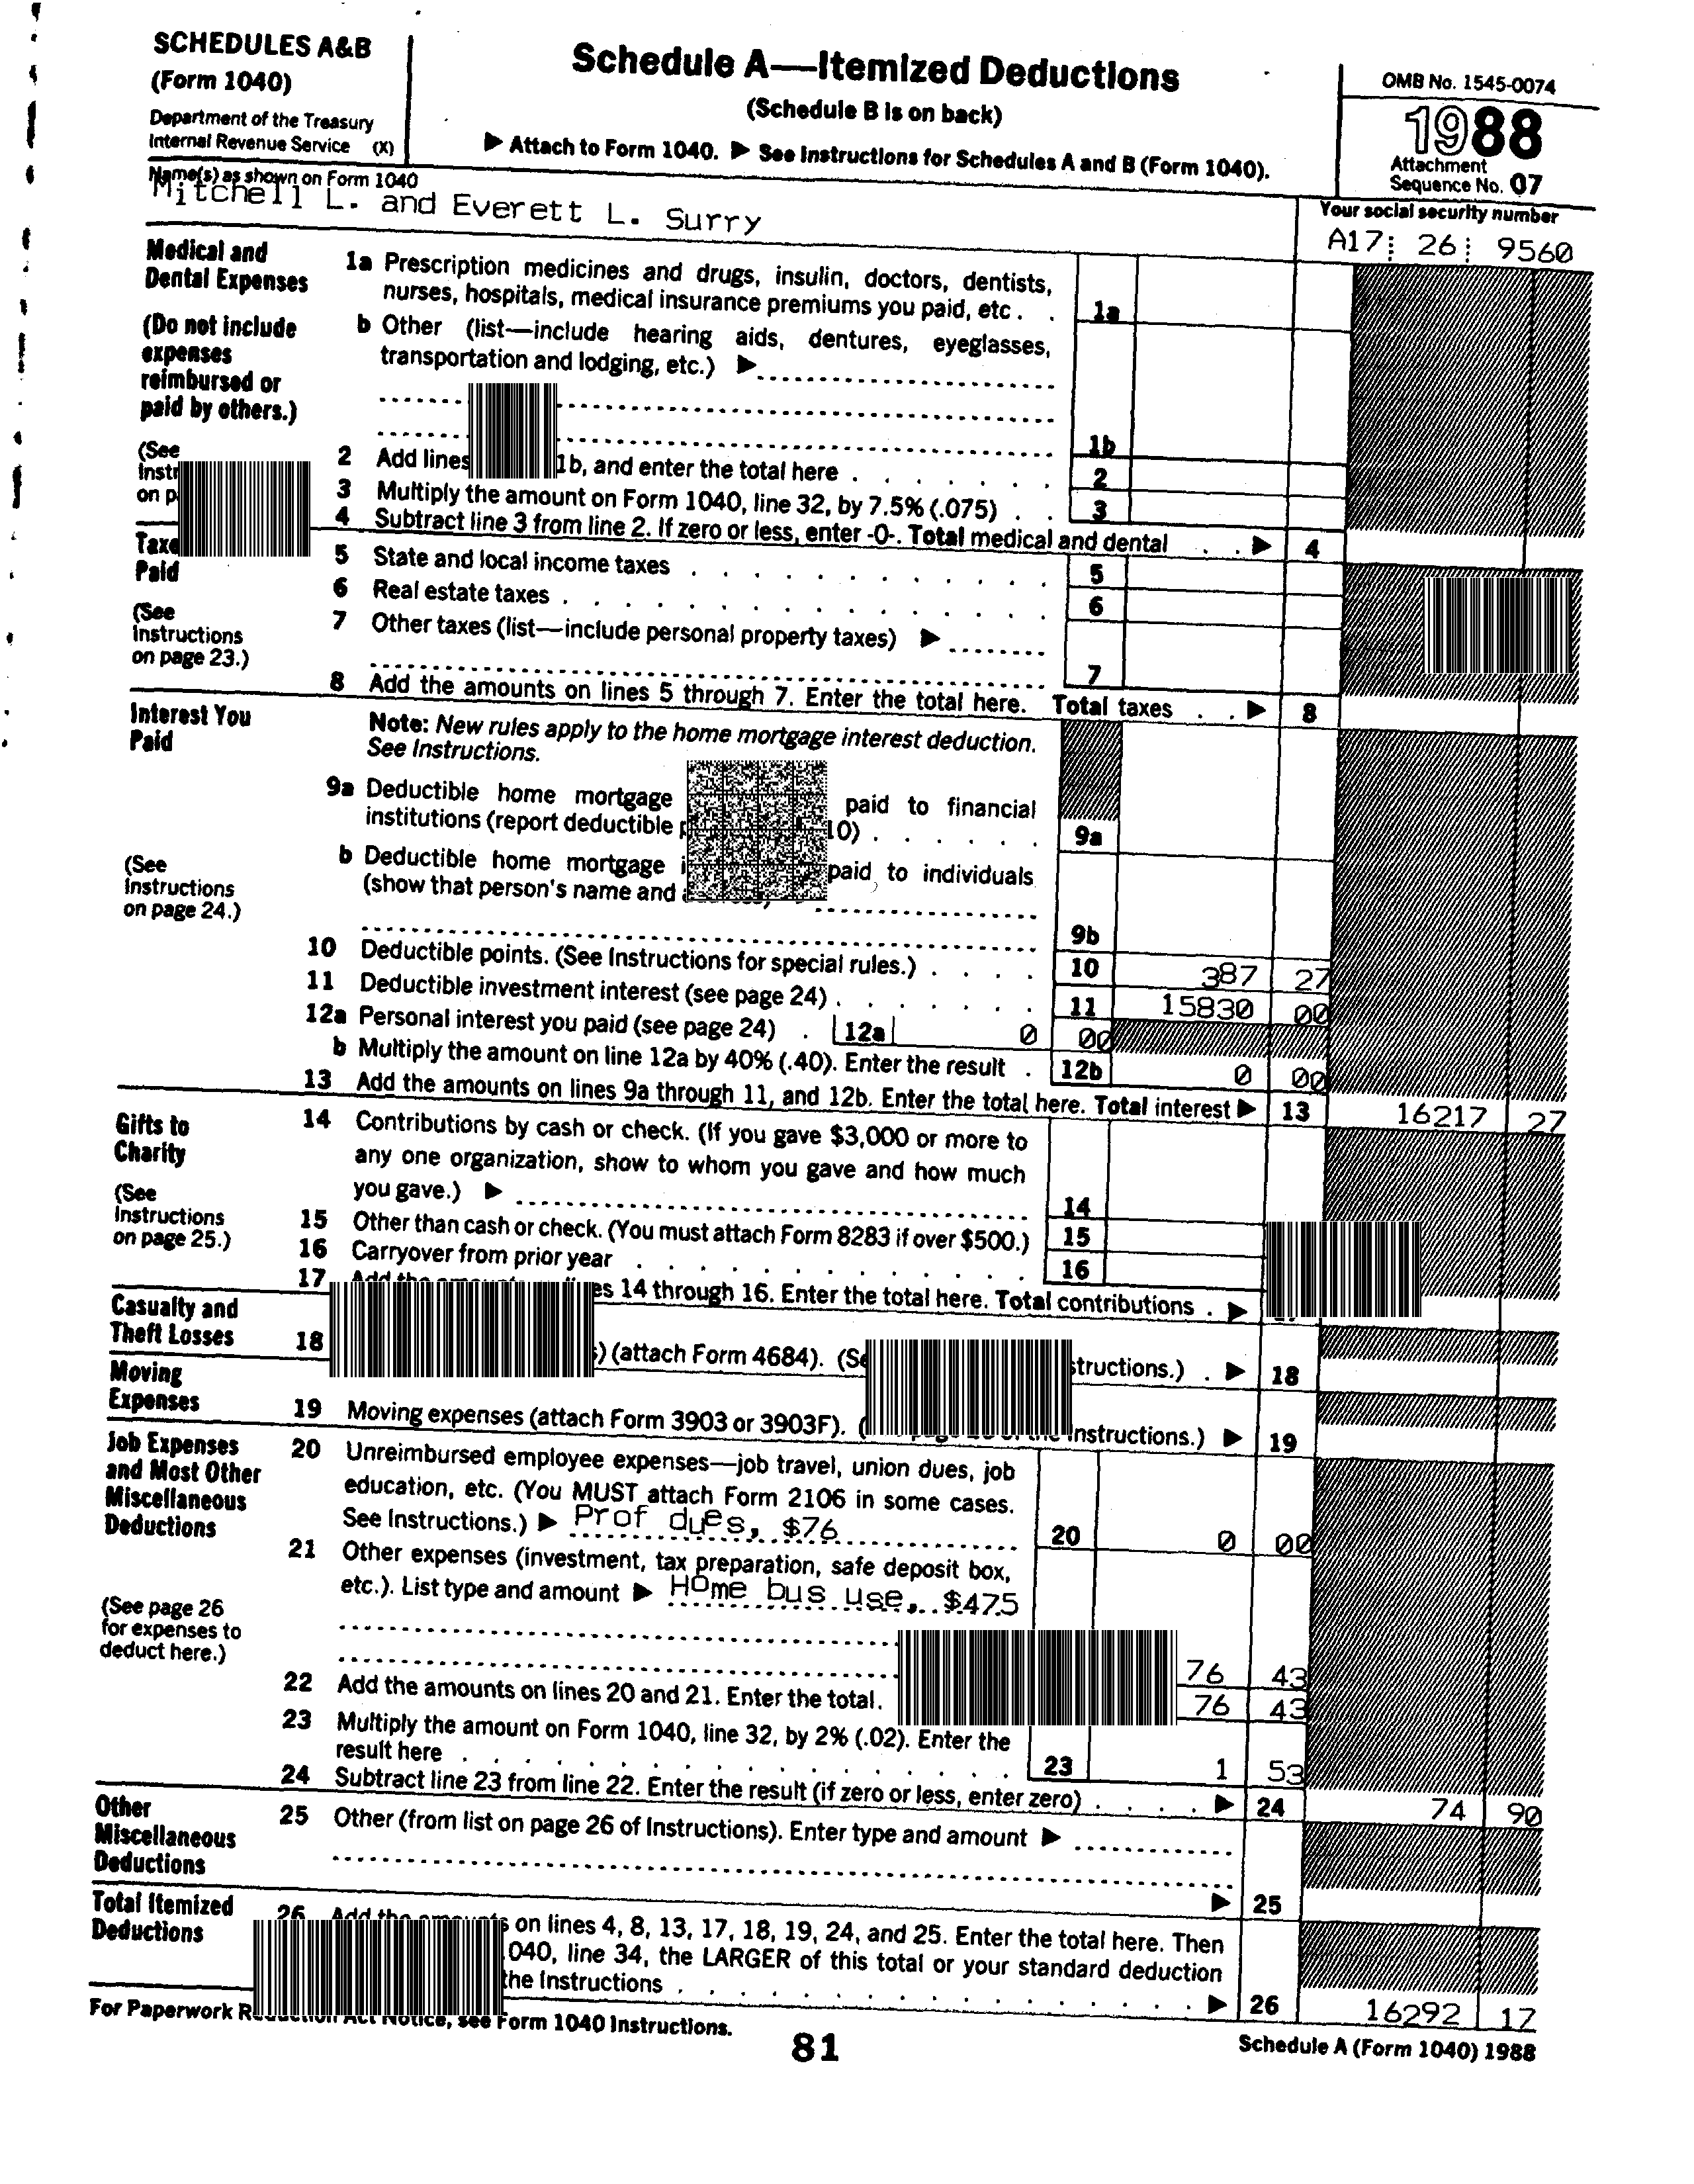 SCHEDULES A&B
(Form 1040)
Department of the Treasury
Internal Revenue Service (X)
Schedule A—Itemized Deductions
(Schedule B is on back)
▶ Attach to Form 1040. ▶ See Instructions for Schedules A and B (Form 1040).
OMB No. 1545-0074
1988
Attachment
Sequence No. 07
Name(s) as shown on Form 1040
Mitchell L. and Everett L. Surry
Your social security number
A17 26 9560
Medical and
Dental Expenses
(Do not include
expenses
reimbursed or
paid by others.)
(See
on
1a Prescription medicines and drugs, insulin, doctors, dentists,
nurses, hospitals, medical insurance premiums you paid, etc . . 1a
b Other (list—include hearing aids, dentures, eyeglasses,
transportation and lodging, etc.) ▶
1b
2 Add lines 1b, and enter the total here . . . . . . . 2
3 Multiply the amount on Form 1040, line 32, by 7.5% (.075) . . 3
4 Subtract line 3 from line 2. If zero or less, enter -0-. Total medical and dental . . ▶ 4
Paid
(See
Instructions
on page 23.)
5 State and local income taxes . . . . . . . . . . . . 5
6 Real estate taxes . . . . . . . . . . . . . . . . 6
7 Other taxes (list—include personal property taxes) ▶
7
8 Add the amounts on lines 5 through 7. Enter the total here. Total taxes . . ▶ 8
Interest You
Paid
(See
Instructions
on page 24.)
Note: New rules apply to the home mortgage interest deduction.
See Instructions.
9a Deductible home mortgage paid to financial
institutions (report deductible 10) . . . . . . 9a
b Deductible home mortgage paid to individuals
(show that person's name and
9b
10 Deductible points. (See Instructions for special rules.) . . . . 10 387 27
11 Deductible investment interest (see page 24) . . . . . . . 11 15830 00
12a Personal interest you paid (see page 24) . 12a 0 00
b Multiply the amount on line 12a by 40% (.40). Enter the result . 12b 0 00
13 Add the amounts on lines 9a through 11, and 12b. Enter the total here. Total interest ▶ 13 16217 27
Gifts to
Charity
(See
Instructions
on page 25.)
14 Contributions by cash or check. (If you gave $3,000 or more to
any one organization, show to whom you gave and how much
you gave.) ▶ 14
15 Other than cash or check. (You must attach Form 8283 if over $500.) 15
16 Carryover from prior year . . . . . . . . . . . . . 16
17 14 through 16. Enter the total here. Total contributions . ▶
Casualty and
Theft Losses
18 (attach Form 4684). . ▶ 18
Moving
Expenses
19 Moving expenses (attach Form 3903 or 3903F). Instructions.) ▶ 19
Job Expenses
and Most Other
Miscellaneous
Deductions
(See page 26
for expenses to
deduct here.)
20 Unreimbursed employee expenses—job travel, union dues, job
education, etc. (You MUST attach Form 2106 in some cases.
See Instructions.) ▶ Prof dues, $76 20 0 00
21 Other expenses (investment, tax preparation, safe deposit box,
etc.). List type and amount ▶ Home bus use, $475
76 43
22 Add the amounts on lines 20 and 21. Enter the total. 76 43
23 Multiply the amount on Form 1040, line 32, by 2% (.02). Enter the
result here . . . . . . . . . . . . . . . . . . 23 1 53
24 Subtract line 23 from line 22. Enter the result (if zero or less, enter zero) . . . . ▶ 24 74 90
Other
Miscellaneous
Deductions
25 Other (from list on page 26 of Instructions). Enter type and amount ▶
▶ 25
Total Itemized
Deductions
26 on lines 4, 8, 13, 17, 18, 19, 24, and 25. Enter the total here. Then
line 34, the LARGER of this total or your standard deduction
the Instructions . . . . . . . . . . . . . . . . . ▶ 26 16292 17
For Paperwork Act Notice, see Form 1040 Instructions.
81
Schedule A (Form 1040) 1988